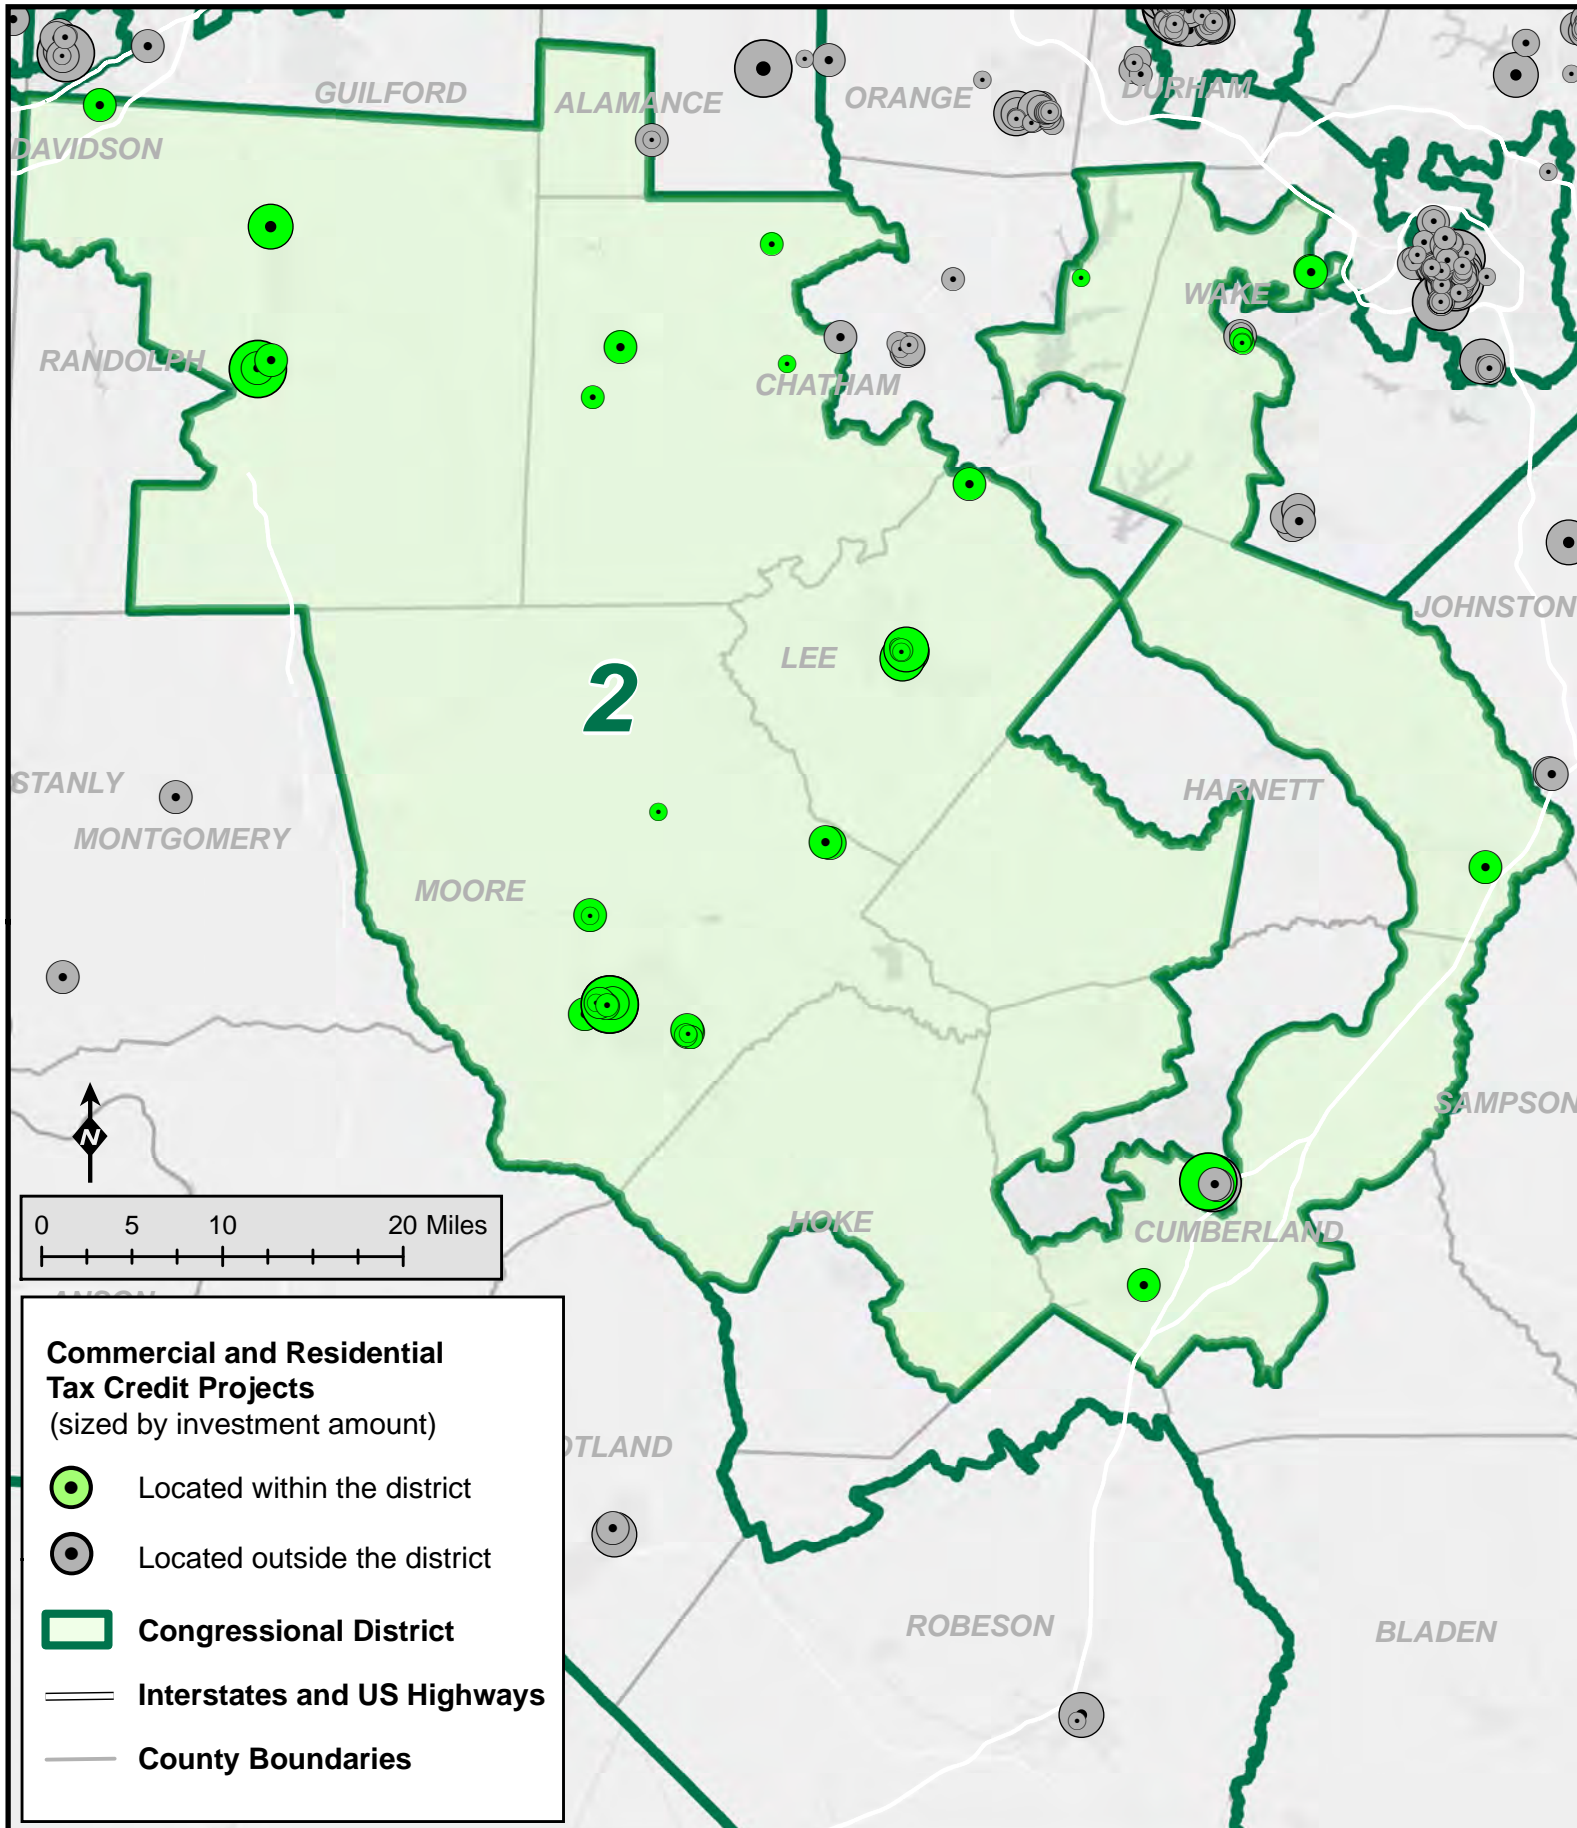 GUILFORD
ALAMANCE
ORANGE
DURHAM
DAVIDSON
WAKE
RANDOLPH
CHATHAM
JOHNSTON
LEE
2
STANLY
HARNETT
MONTGOMERY
MOORE
SAMPSON
N
HOKE
CUMBERLAND
0 5 10 20 Miles
ANSON
Commercial and Residential
Tax Credit Projects
(sized by investment amount)
OTLAND
Located within the district
Located outside the district
Congressional District
ROBESON
BLADEN
Interstates and US Highways
County Boundaries